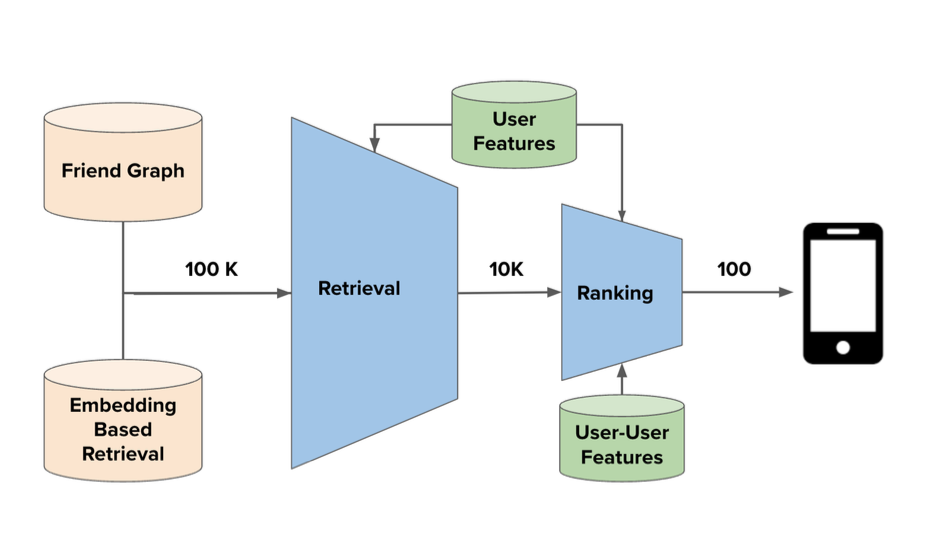 Friend Graph
Embedding
Based
Retrieval
100 K
Retrieval
User
Features
10K
Ranking
User-User
Features
100